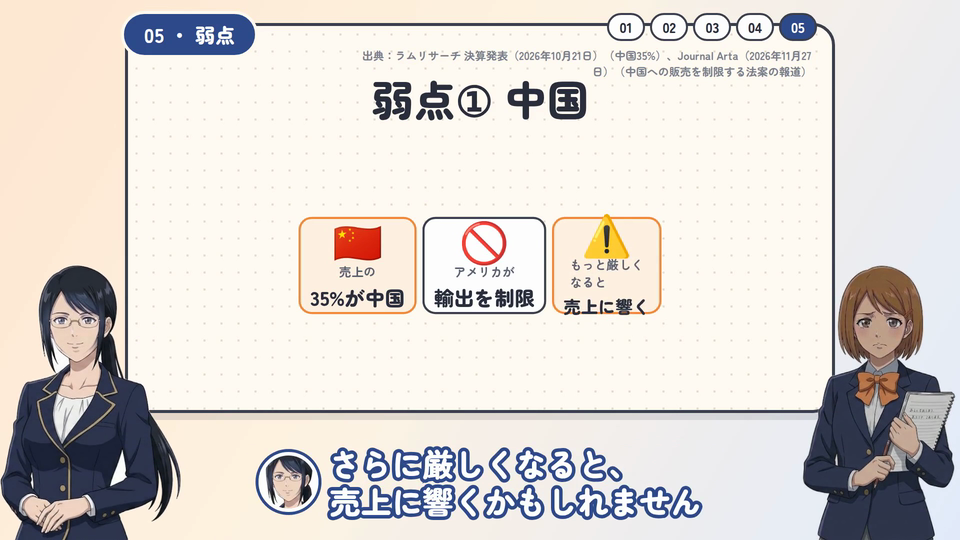 05 ・ 弱点
01 02 03 04 05
出典：ラムリサーチ 決算発表（2026年10月21日）（中国35%）、Journal Arta（2026年11月27
日）（中国への販売を制限する法案の報道）
弱点① 中国
売上の
35%が中国
アメリカが
輸出を制限
もっと厳しく
なると
売上に響く
さらに厳しくなると、
売上に響くかもしれません